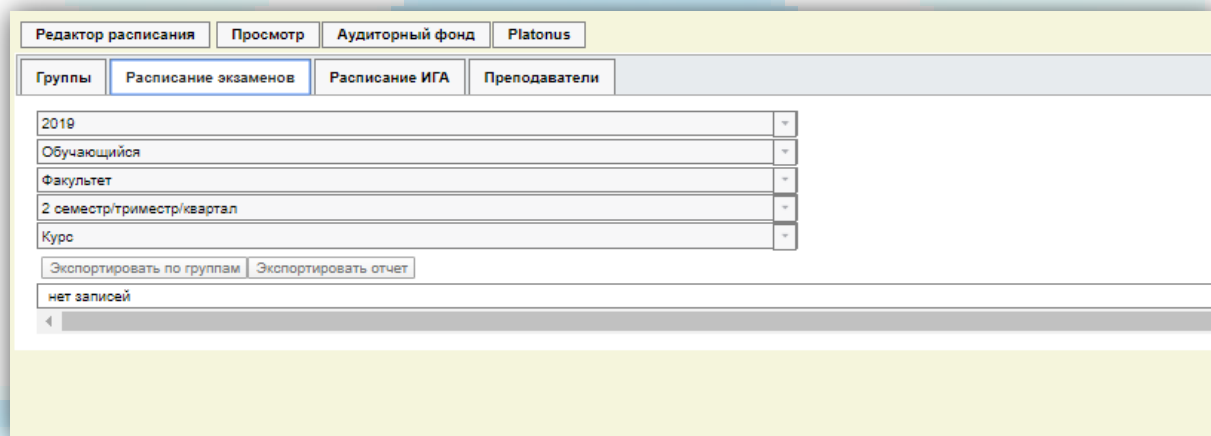 Редактор расписания Просмотр Аудиторный фонд Platonus
Группы Расписание экзаменов Расписание ИГА Преподаватели
2019
Обучающийся
Факультет
2 семестр/триместр/квартал
Курс
Экспортировать по группам Экспортировать отчет
нет записей